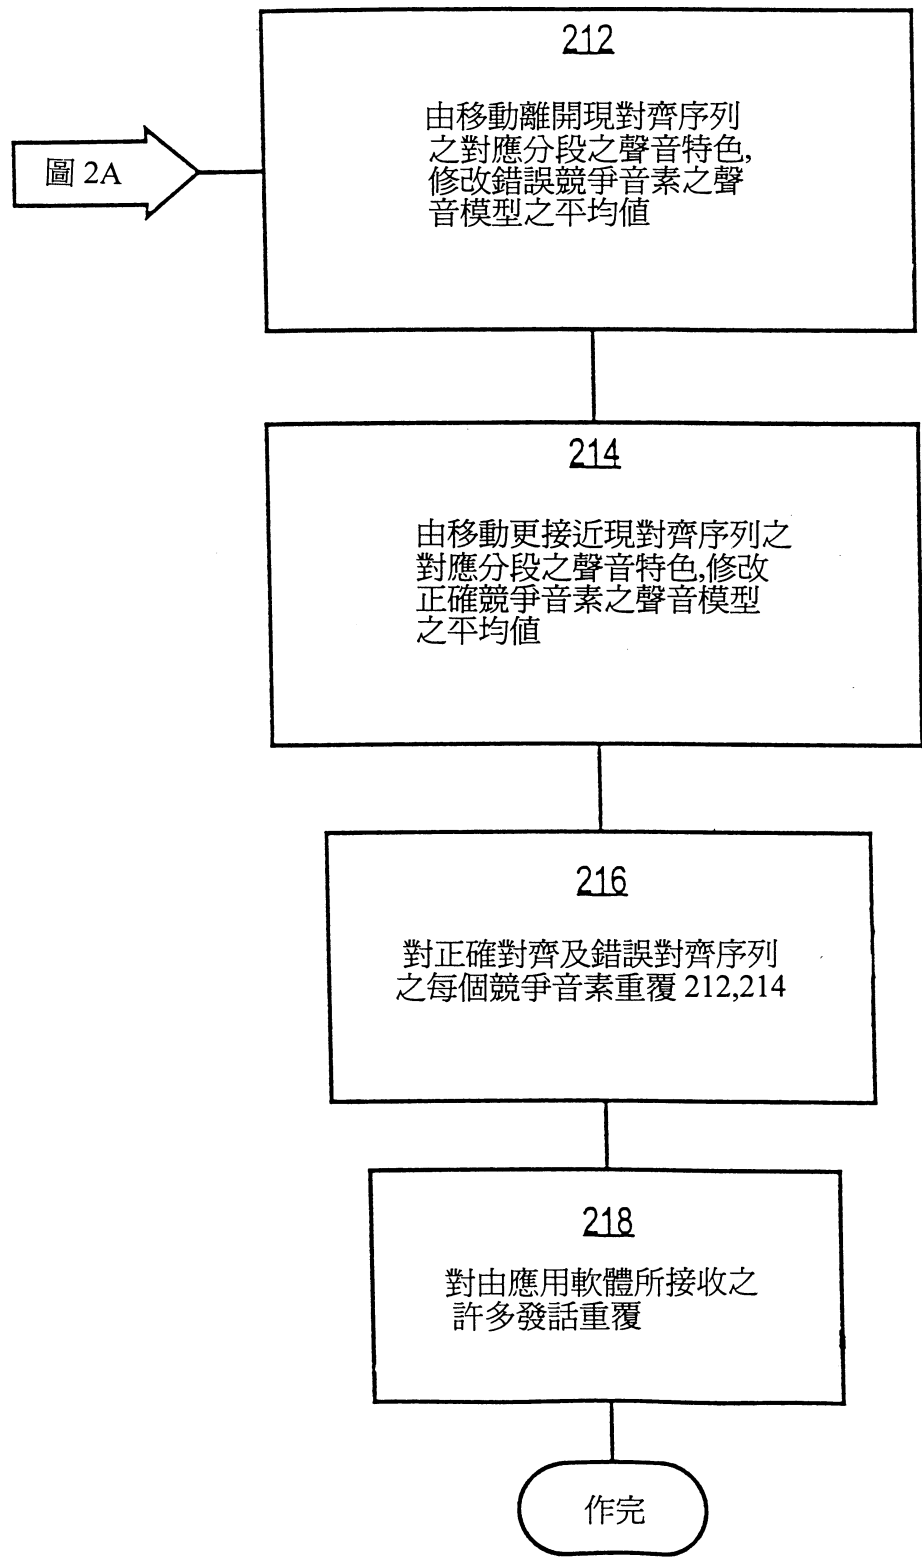 圖 2A
212
由移動離開現對齊序列
之對應分段之聲音特色,
修改錯誤競爭音素之聲
音模型之平均值
214
由移動更接近現對齊序列之
對應分段之聲音特色,修改
正確競爭音素之聲音模型
之平均值
216
對正確對齊及錯誤對齊序列
之每個競爭音素重覆 212,214
218
對由應用軟體所接收之
許多發話重覆
作完